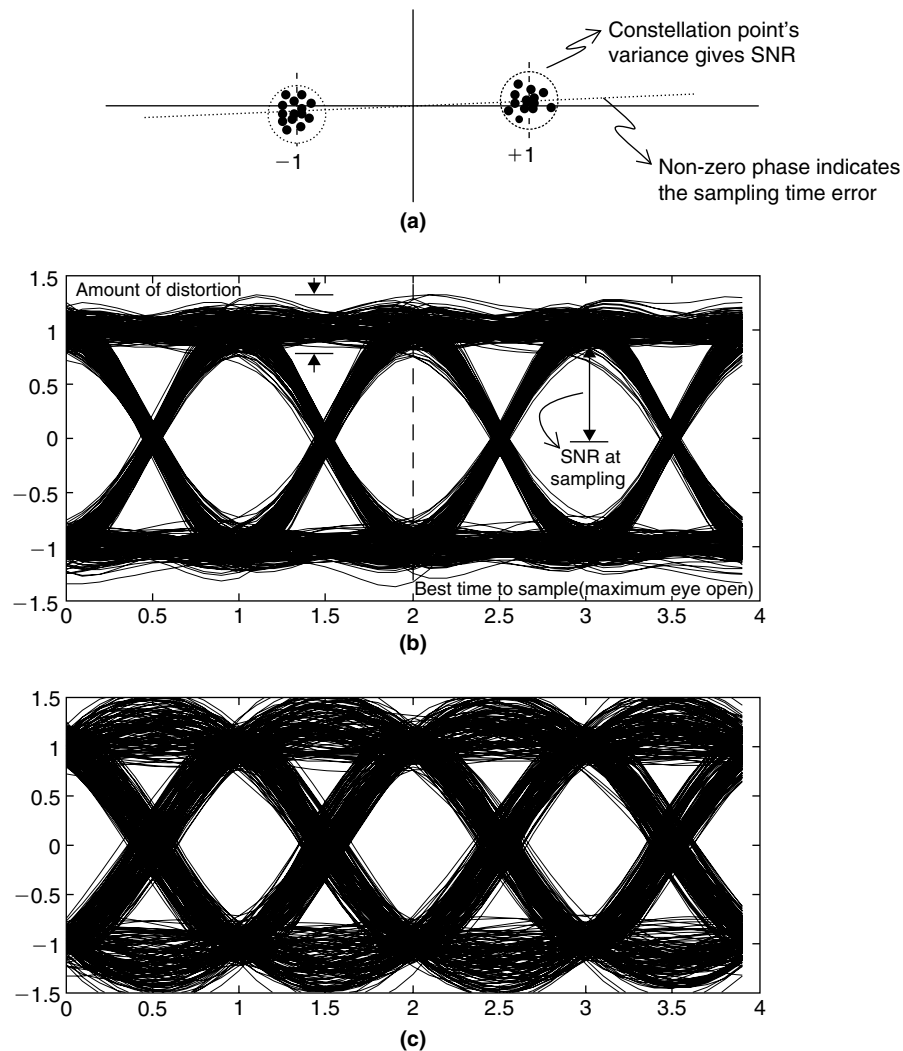 Constellation point's
variance gives SNR
−1
+1
Non-zero phase indicates
the sampling time error
(a)
1.5
Amount of distortion
1
0.5
0
SNR at
sampling
−0.5
−1
Best time to sample(maximum eye open)
−1.5
0 0.5 1 1.5 2 2.5 3 3.5 4
(b)
1.5
1
0.5
0
−0.5
−1
−1.5
0 0.5 1 1.5 2 2.5 3 3.5 4
(c)